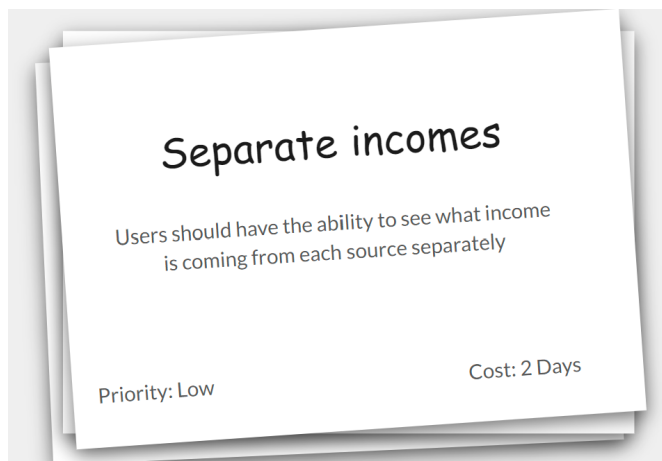 Separate incomes
Users should have the ability to see what income
is coming from each source separately
Priority: Low
Cost: 2 Days